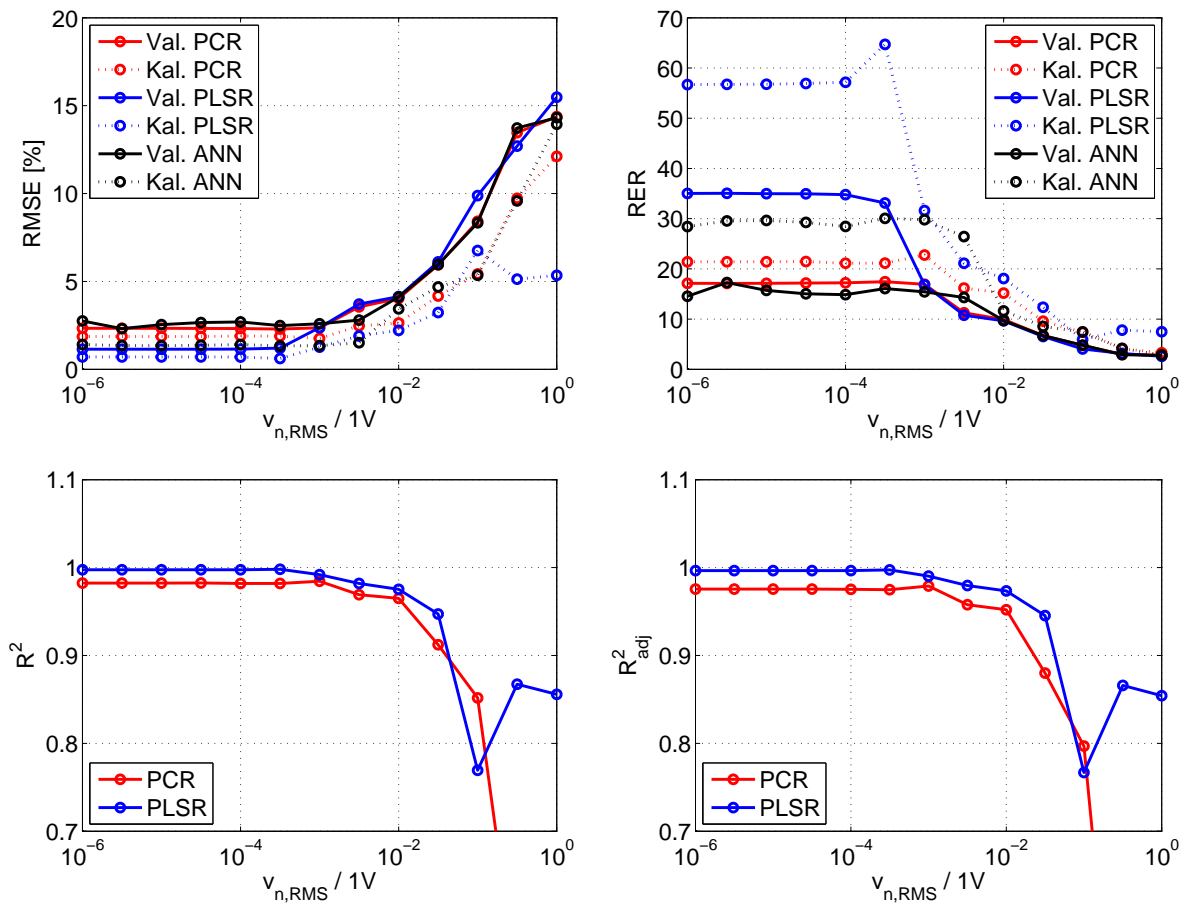 20
15
10
5
0
RMSE [%]
Val. PCR
Kal. PCR
Val. PLSR
Kal. PLSR
Val. ANN
Kal. ANN
10^−6 10^−4 10^−2 10^0
v_n,RMS / 1V
70
60
50
40
30
20
10
0
RER
Val. PCR
Kal. PCR
Val. PLSR
Kal. PLSR
Val. ANN
Kal. ANN
10^−6 10^−4 10^−2 10^0
v_n,RMS / 1V
1.1
1
0.9
0.8
0.7
R^2
PCR
PLSR
10^−6 10^−4 10^−2 10^0
v_n,RMS / 1V
1.1
1
0.9
0.8
0.7
R^2_adj
PCR
PLSR
10^−6 10^−4 10^−2 10^0
v_n,RMS / 1V